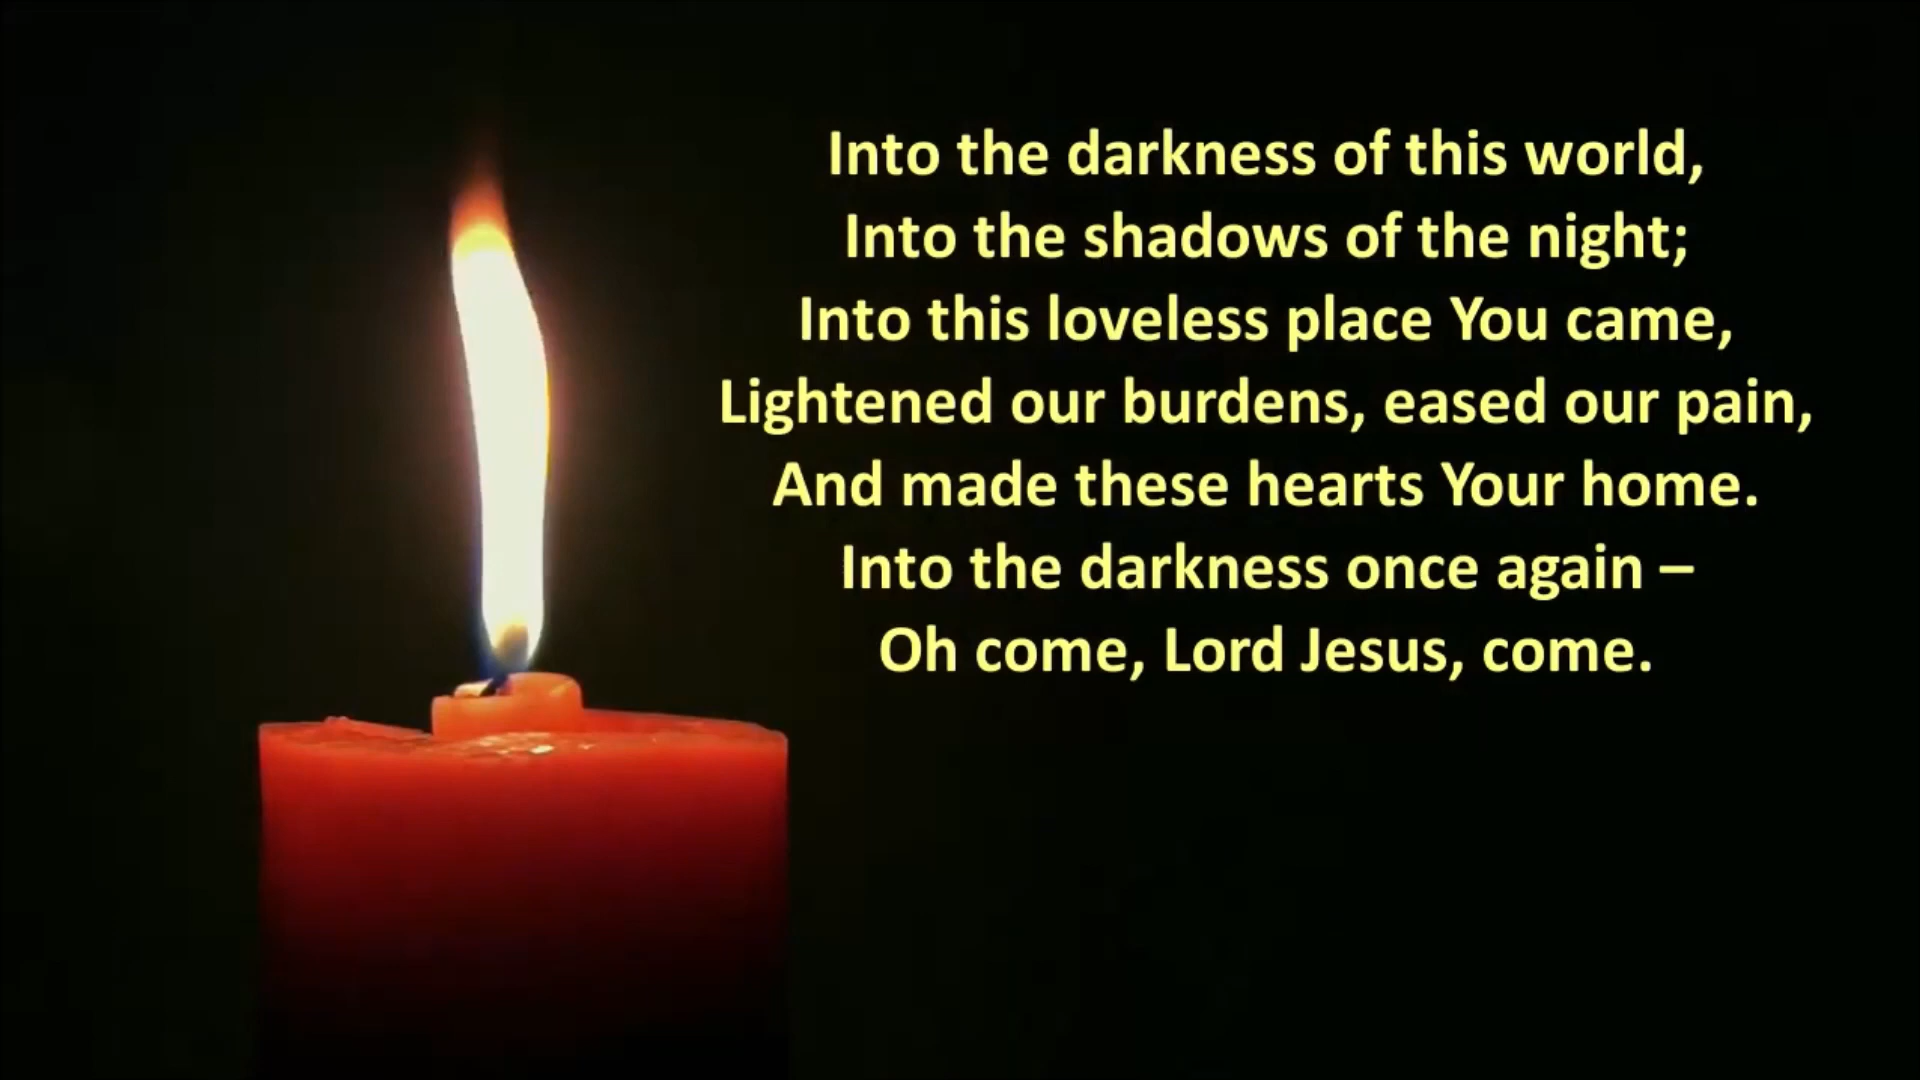 Into the darkness of this world,
Into the shadows of the night;
Into this loveless place You came,
Lightened our burdens, eased our pain,
And made these hearts Your home.
Into the darkness once again –
Oh come, Lord Jesus, come.